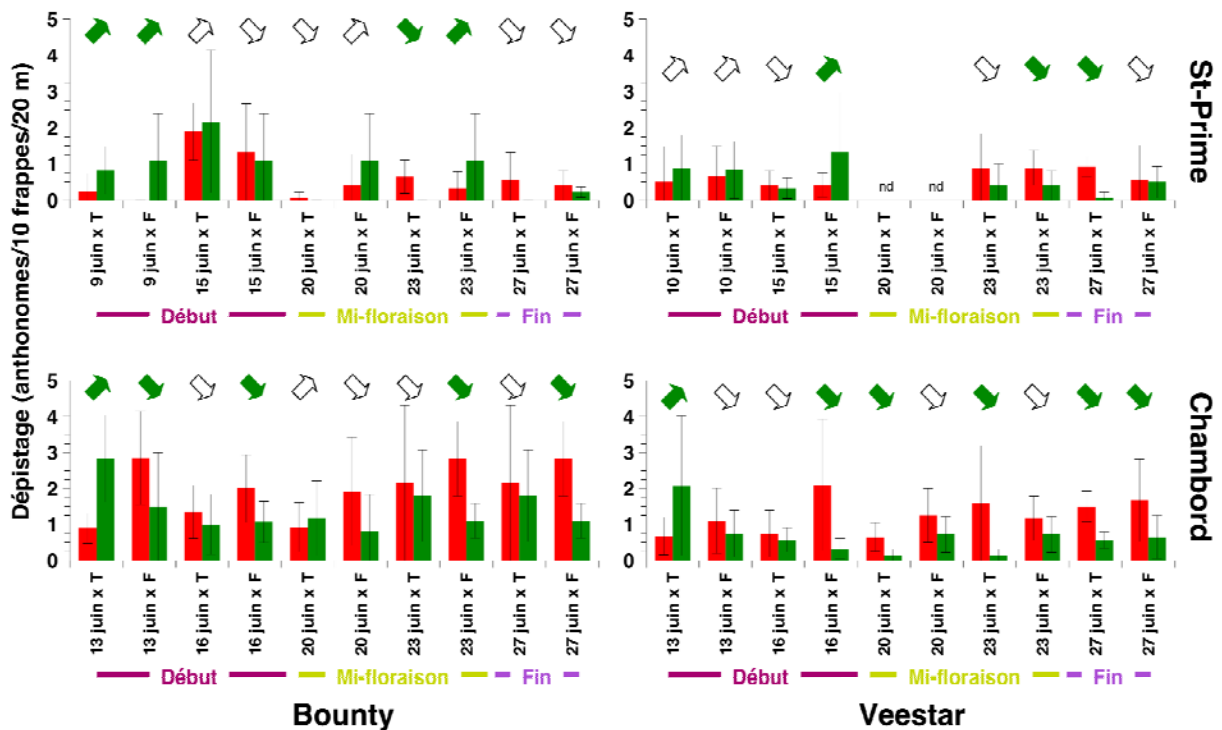 Dépistage (anthonomes/10 frappes/20 m)
5
4
3
2
1
0
9 juin x T
9 juin x F
15 juin x T
15 juin x F
20 juin x T
20 juin x F
23 juin x T
23 juin x F
27 juin x T
27 juin x F
Début
Mi-floraison
Fin
5
4
3
2
1
0
nd
nd
10 juin x T
10 juin x F
15 juin x T
15 juin x F
20 juin x T
20 juin x F
23 juin x T
23 juin x F
27 juin x T
27 juin x F
Début
Mi-floraison
Fin
St-Prime
5
4
3
2
1
0
13 juin x T
13 juin x F
16 juin x T
16 juin x F
20 juin x T
20 juin x F
23 juin x T
23 juin x F
27 juin x T
27 juin x F
Début
Mi-floraison
Fin
Bounty
5
4
3
2
1
0
13 juin x T
13 juin x F
16 juin x T
16 juin x F
20 juin x T
20 juin x F
23 juin x T
23 juin x F
27 juin x T
27 juin x F
Début
Mi-floraison
Fin
Veestar
Chambord